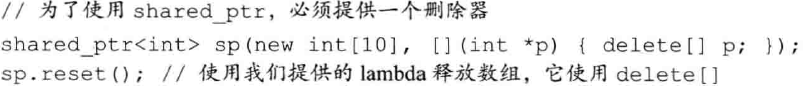 // 为了使用 shared_ptr，必须提供一个删除器
shared_ptr<int> sp(new int[10], [](int *p) { delete[] p; });
sp.reset(); // 使用我们提供的 lambda 释放数组，它使用 delete[]